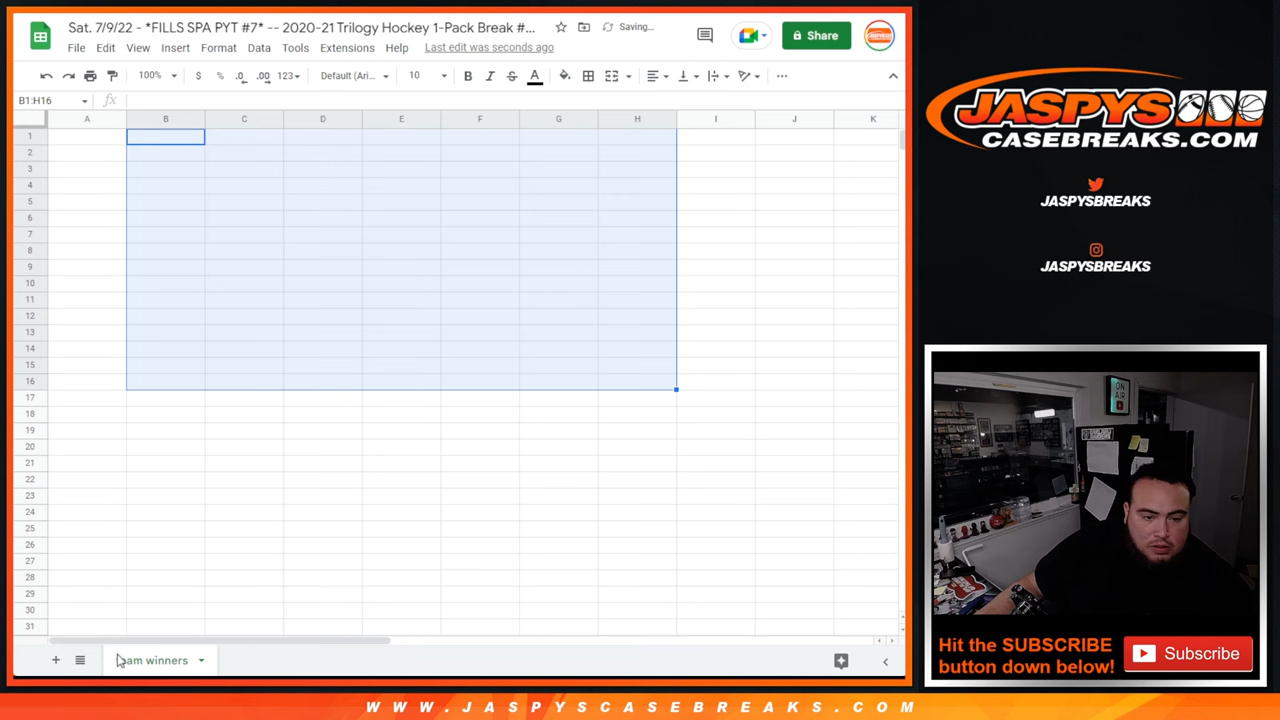 Sat. 7/9/22 - *FILLS SPA PYT #7* -- 2020-21 Trilogy Hockey 1-Pack Break #...
Saving...
Share
File Edit View Insert Format Data Tools Extensions Help Last edit was seconds ago
100% $ % .0 .00 123 Default (Ari... 10 B I S A
B1:H16 fx
A B C D E F G H I J K
1
2
3
4
5
6
7
8
9
10
11
12
13
14
15
16
17
18
19
20
21
22
23
24
25
26
27
28
29
30
31
am winners
JASPYS
CASEBREAKS.COM
JASPYSBREAKS
JASPYSBREAKS
ON
AIR
Hit the SUBSCRIBE
button down below!
Subscribe
WWW.JASPYSCASEBREAKS.COM